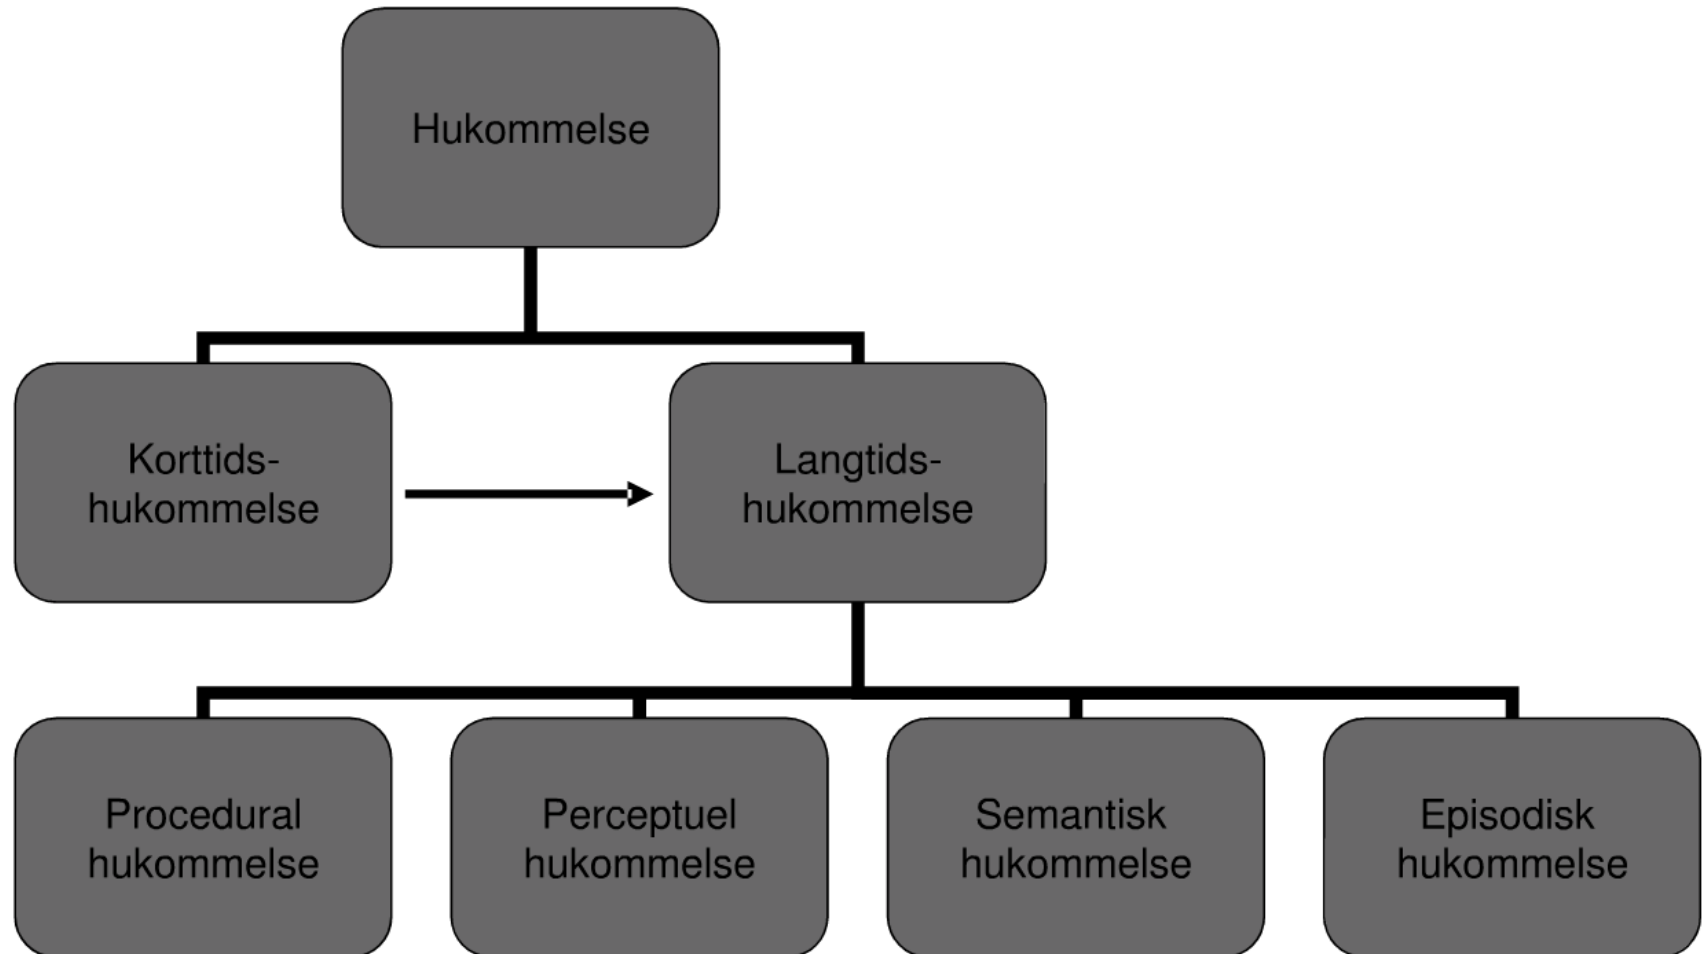 Hukommelse
Korttids-
hukommelse
Langtids-
hukommelse
Procedural
hukommelse
Perceptuel
hukommelse
Semantisk
hukommelse
Episodisk
hukommelse